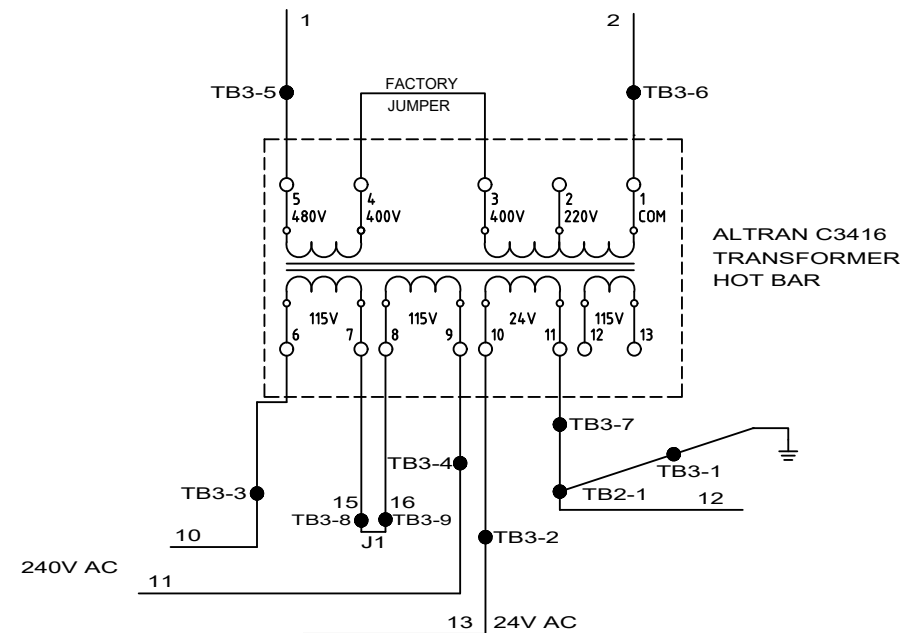 1
2
TB3-5
FACTORY
JUMPER
TB3-6
5
480V
4
400V
3
400V
2
220V
1
COM
ALTRAN C3416
TRANSFORMER
HOT BAR
115V
115V
24V
115V
6
7
8
9
10
11
12
13
TB3-7
TB3-4
TB3-1
TB3-3
15
16
TB2-1
12
TB3-8
TB3-9
J1
10
TB3-2
240V AC
11
13
24V AC